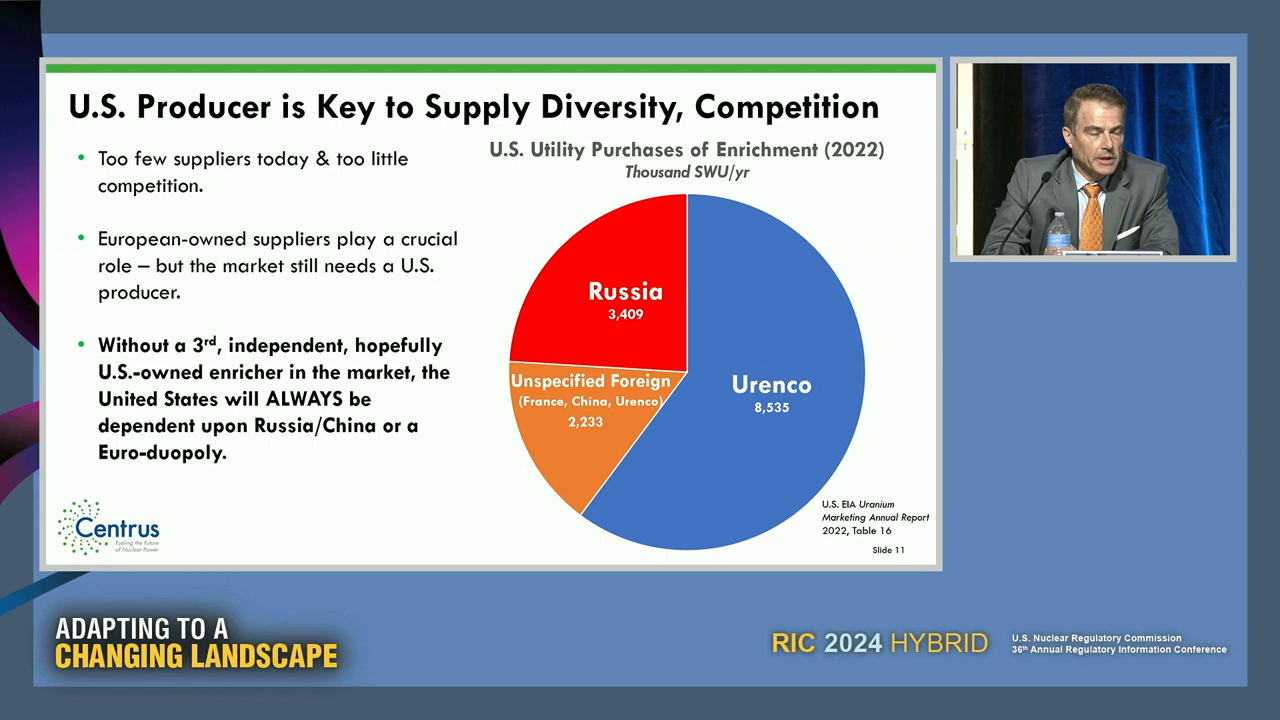 U.S. Producer is Key to Supply Diversity, Competition
• Too few suppliers today & too little
competition.
• European-owned suppliers play a crucial
role – but the market still needs a U.S.
producer.
• Without a 3rd, independent, hopefully
U.S.-owned enricher in the market, the
United States will ALWAYS be
dependent upon Russia/China or a
Euro-duopoly.
U.S. Utility Purchases of Enrichment (2022)
Thousand SWU/yr
Russia
3,409
Unspecified Foreign
(France, China, Urenco)
2,233
Urenco
8,535
U.S. EIA Uranium
Marketing Annual Report
2022, Table 16
Slide 11
Centrus
Fueling the Future
of Nuclear Power
ADAPTING TO A
CHANGING LANDSCAPE
RIC 2024 HYBRID
U.S. Nuclear Regulatory Commission
36th Annual Regulatory Information Conference